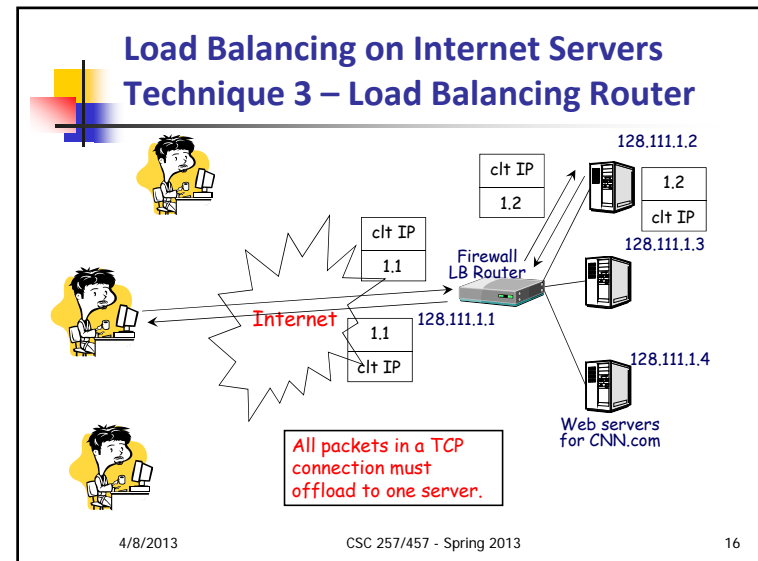 Load Balancing on Internet Servers
Technique 3 – Load Balancing Router
128.111.1.2
clt IP
1.2
1.2
clt IP
128.111.1.3
clt IP
1.1
Firewall
LB Router
Internet
128.111.1.1
1.1
clt IP
128.111.1.4
Web servers
for CNN.com
All packets in a TCP
connection must
offload to one server.
4/8/2013
CSC 257/457 - Spring 2013
16